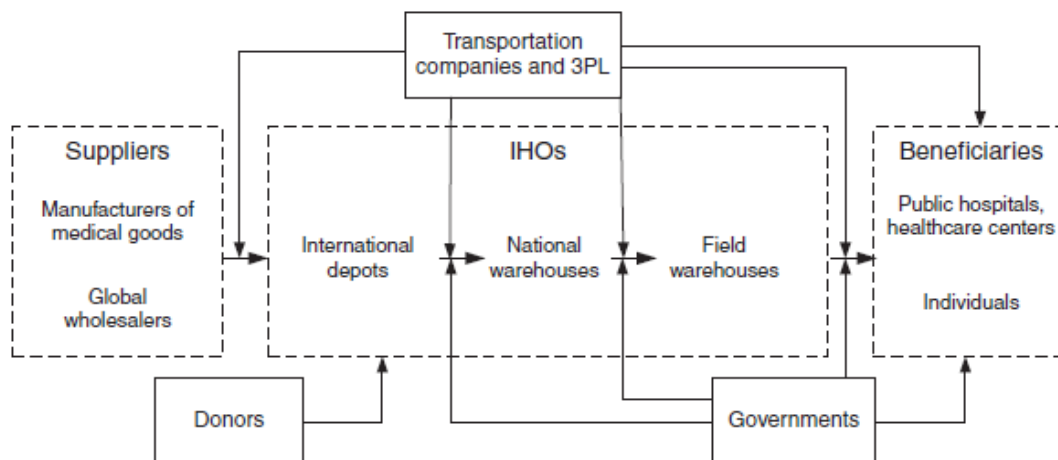 Transportation
companies and 3PL
Suppliers
Manufacturers of
medical goods
Global
wholesalers
IHOs
International
depots
National
warehouses
Field
warehouses
Beneficiaries
Public hospitals,
healthcare centers
Individuals
Donors
Governments